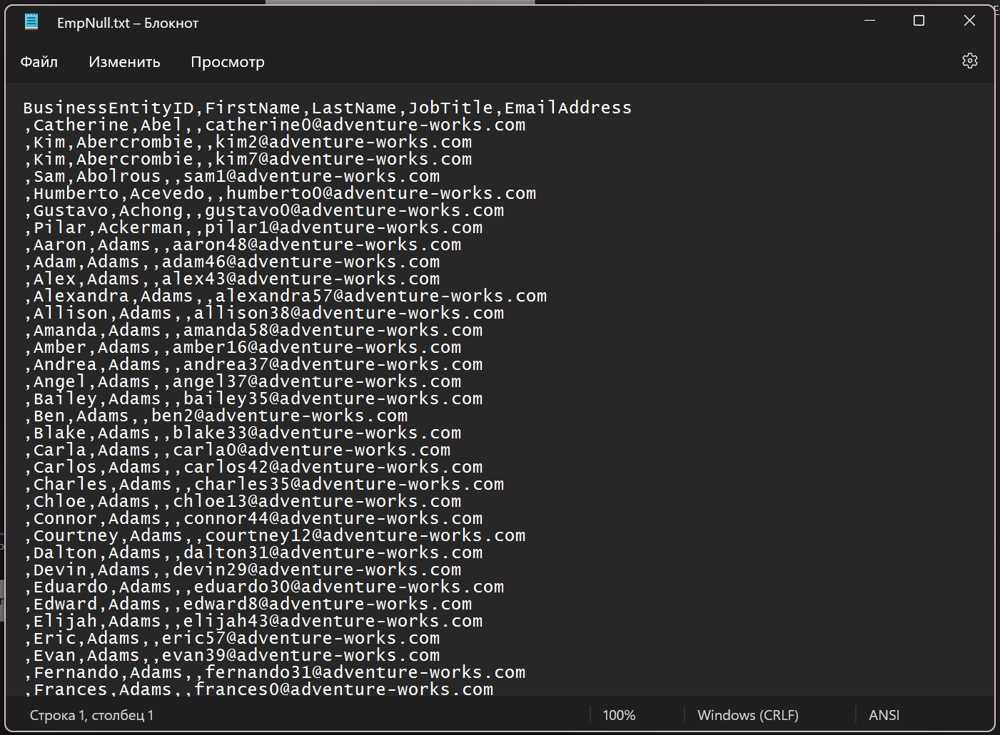 EmpNull.txt – Блокнот
Файл Изменить Просмотр
BusinessEntityID,FirstName,LastName,JobTitle,EmailAddress
,Catherine,Abel,,catherine0@adventure-works.com
,Kim,Abercrombie,,kim2@adventure-works.com
,Kim,Abercrombie,,kim7@adventure-works.com
,Sam,Abolrous,,sam1@adventure-works.com
,Humberto,Acevedo,,humberto0@adventure-works.com
,Gustavo,Achong,,gustavo0@adventure-works.com
,Pilar,Ackerman,,pilar1@adventure-works.com
,Aaron,Adams,,aaron48@adventure-works.com
,Adam,Adams,,adam46@adventure-works.com
,Alex,Adams,,alex43@adventure-works.com
,Alexandra,Adams,,alexandra57@adventure-works.com
,Allison,Adams,,allison38@adventure-works.com
,Amanda,Adams,,amanda58@adventure-works.com
,Amber,Adams,,amber16@adventure-works.com
,Andrea,Adams,,andrea37@adventure-works.com
,Angel,Adams,,angel37@adventure-works.com
,Bailey,Adams,,bailey35@adventure-works.com
,Ben,Adams,,ben2@adventure-works.com
,Blake,Adams,,blake33@adventure-works.com
,Carla,Adams,,carla0@adventure-works.com
,Carlos,Adams,,carlos42@adventure-works.com
,Charles,Adams,,charles35@adventure-works.com
,Chloe,Adams,,chloe13@adventure-works.com
,Connor,Adams,,connor44@adventure-works.com
,Courtney,Adams,,courtney12@adventure-works.com
,Dalton,Adams,,dalton31@adventure-works.com
,Devin,Adams,,devin29@adventure-works.com
,Eduardo,Adams,,eduardo30@adventure-works.com
,Edward,Adams,,edward8@adventure-works.com
,Elijah,Adams,,elijah43@adventure-works.com
,Eric,Adams,,eric57@adventure-works.com
,Evan,Adams,,evan39@adventure-works.com
,Fernando,Adams,,fernando31@adventure-works.com
,Frances,Adams,,frances0@adventure-works.com
Строка 1, столбец 1 100% Windows (CRLF) ANSI